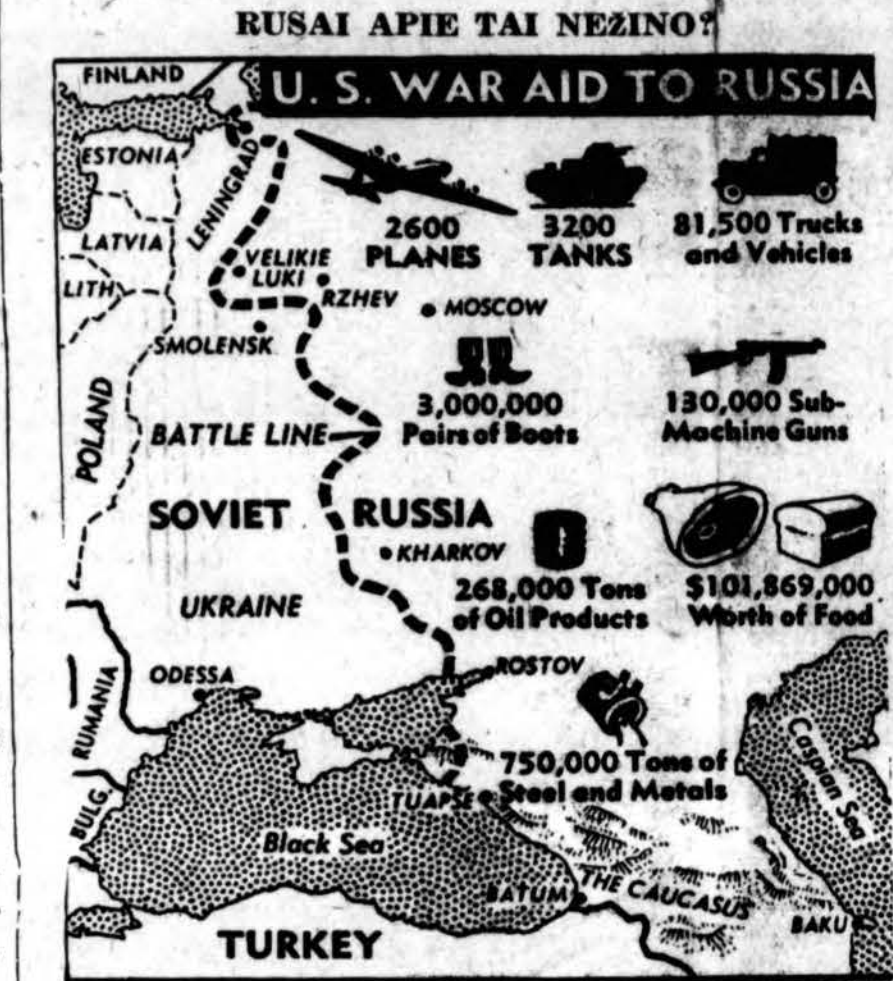 RUSAI APIE TAI NEŽINO?
U. S. WAR AID TO RUSSIA
FINLAND
ESTONIA
LENINGRAD
LATVIA
LITH.
VELIKIE
LUKI
RZHEV
MOSCOW
SMOLENSK
2600
PLANES
3200
TANKS
81,500 Trucks
and Vehicles
POLAND
BATTLE LINE
3,000,000
Pairs of Boots
130,000 Sub-
Machine Guns
SOVIET RUSSIA
KHARKOV
UKRAINE
268,000 Tons
of Oil Products
$101,869,000
Worth of Food
ODESSA
ROSTOV
RUMANIA
BULG.
750,000 Tons of
Steel and Metals
TUAPSE
Caspian Sea
Black Sea
BATUM
THE CAUCASUS
BAKU
TURKEY